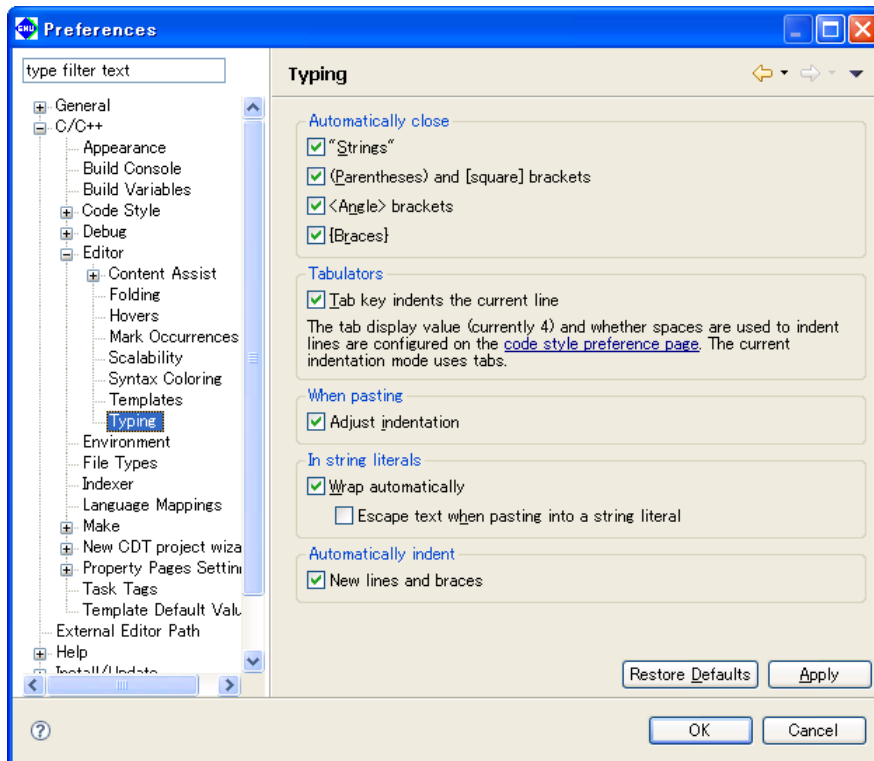 GNU Preferences
type filter text
General
C/C++
Appearance
Build Console
Build Variables
Code Style
Debug
Editor
Content Assist
Folding
Hovers
Mark Occurrences
Scalability
Syntax Coloring
Templates
Typing
Environment
File Types
Indexer
Language Mappings
Make
New CDT project wiza
Property Pages Settin
Task Tags
Template Default Valu
External Editor Path
Help
Install/Update
Typing
Automatically close
"Strings"
(Parentheses) and [square] brackets
<Angle> brackets
{Braces}
Tabulators
Tab key indents the current line
The tab display value (currently 4) and whether spaces are used to indent
lines are configured on the code style preference page. The current
indentation mode uses tabs.
When pasting
Adjust indentation
In string literals
Wrap automatically
Escape text when pasting into a string literal
Automatically indent
New lines and braces
Restore Defaults
Apply
OK
Cancel